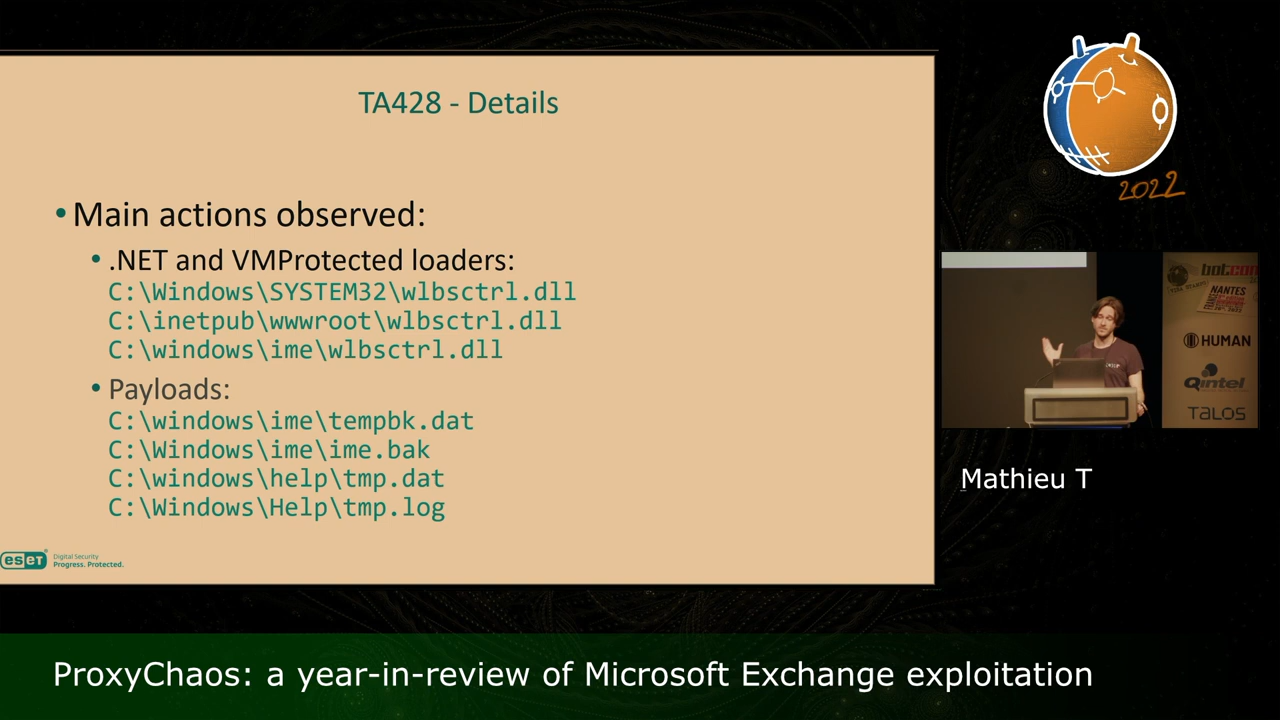 TA428 - Details
• Main actions observed:
• .NET and VMProtected loaders:
C:\Windows\SYSTEM32\wlbsctrl.dll
C:\inetpub\wwwroot\wlbsctrl.dll
C:\windows\ime\wlbsctrl.dll
• Payloads:
C:\windows\ime\tempbk.dat
C:\Windows\ime\ime.bak
C:\windows\help\tmp.dat
C:\Windows\Help\tmp.log
eset
Digital Security
Progress. Protected.
2022
botcon
NANTES
HUMAN
Qintel
TALOS
Mathieu T
ProxyChaos: a year-in-review of Microsoft Exchange exploitation